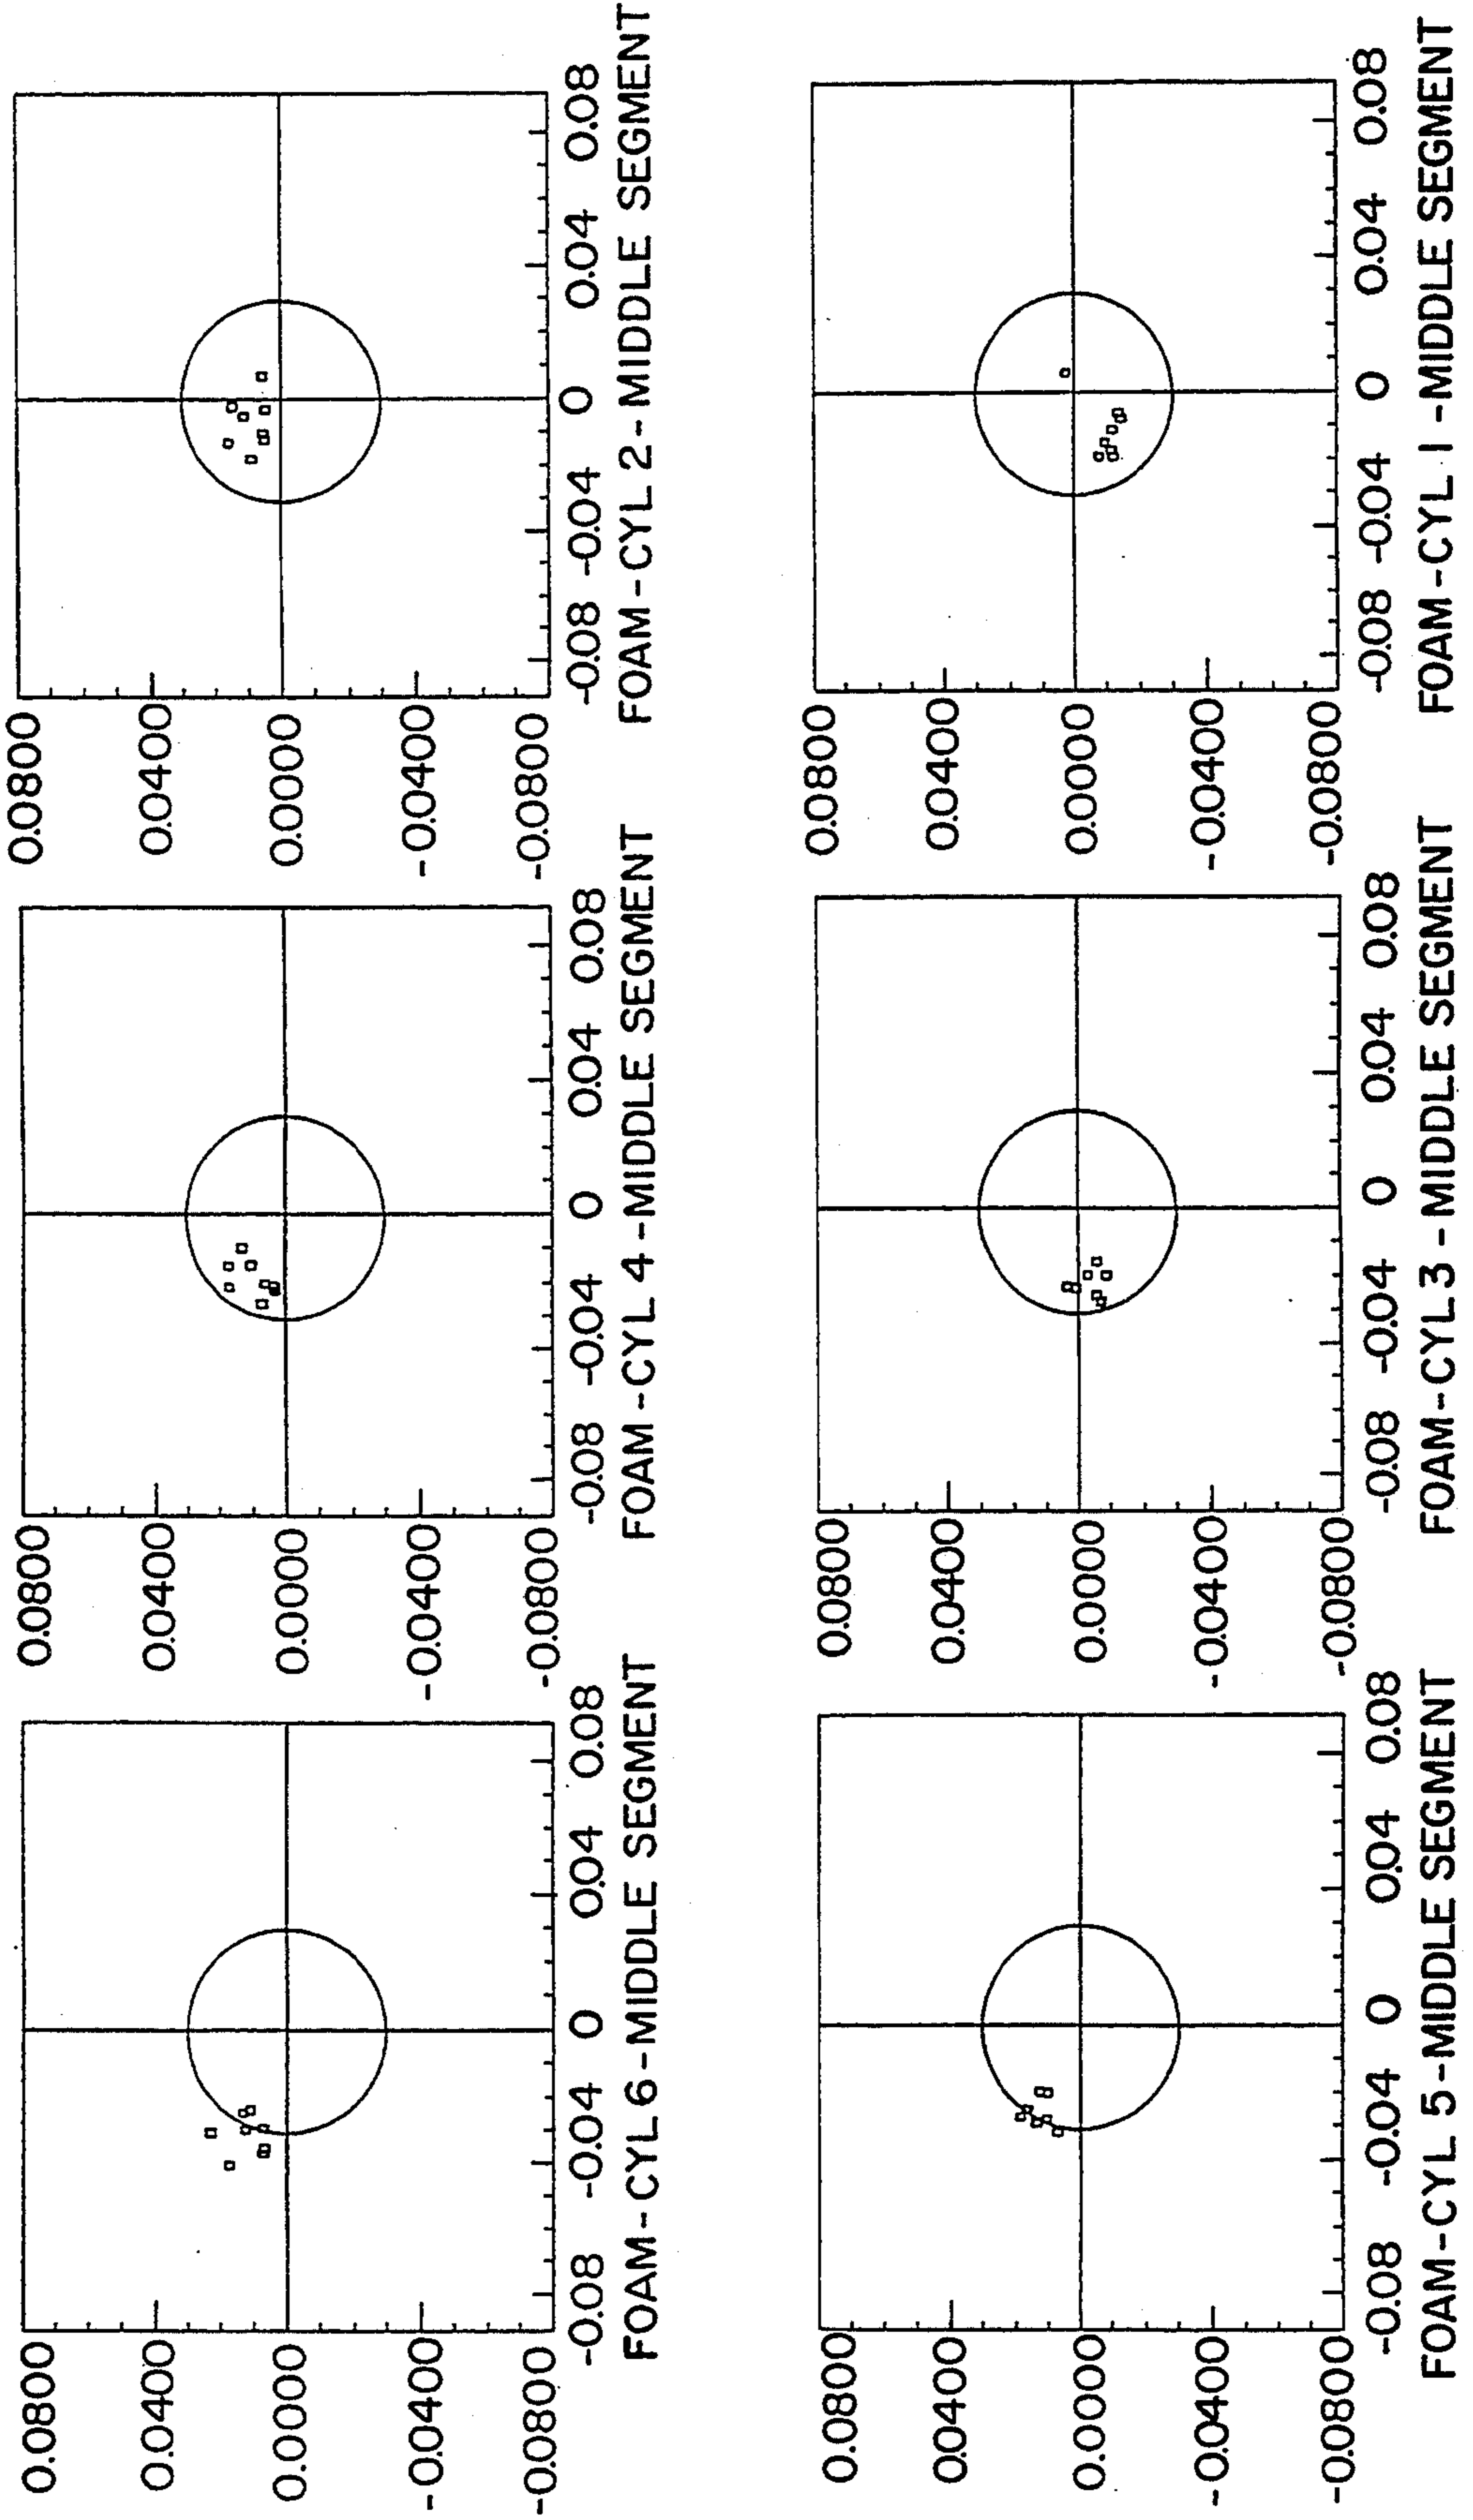 0.0800
0.0400
0.0000
-0.0400
-0.0800
-0.08 -0.04 0 0.04 0.08
FOAM-CYL 6-MIDDLE SEGMENT
0.0800
0.0400
0.0000
-0.0400
-0.0800
-0.08 -0.04 0 0.04 0.08
FOAM-CYL 4-MIDDLE SEGMENT
0.0800
0.0400
0.0000
-0.0400
-0.0800
-0.08 -0.04 0 0.04 0.08
FOAM-CYL 2-MIDDLE SEGMENT
0.0800
0.0400
0.0000
-0.0400
-0.0800
-0.08 -0.04 0 0.04 0.08
FOAM-CYL 5-MIDDLE SEGMENT
0.0800
0.0400
0.0000
-0.0400
-0.0800
-0.08 -0.04 0 0.04 0.08
FOAM-CYL 3-MIDDLE SEGMENT
0.0800
0.0400
0.0000
-0.0400
-0.0800
-0.08 -0.04 0 0.04 0.08
FOAM-CYL 1-MIDDLE SEGMENT